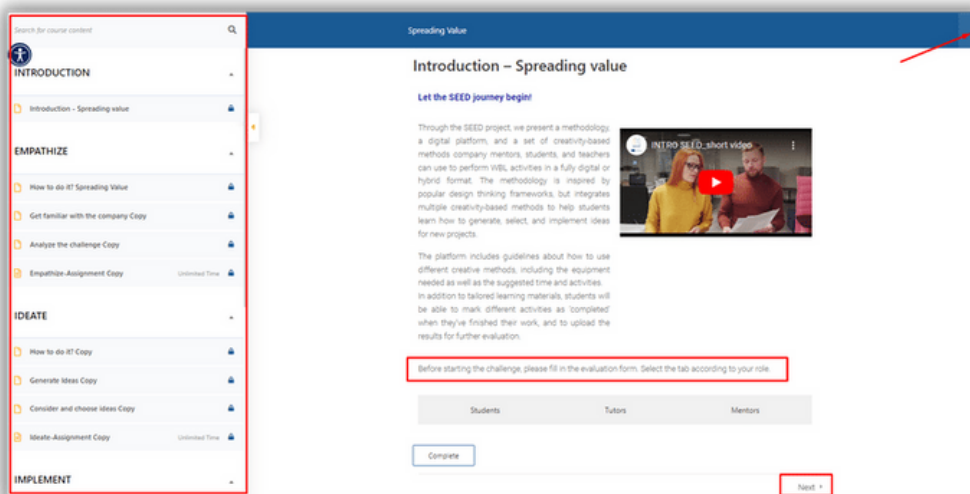 Search for course content
INTRODUCTION
Introduction - Spreading value
EMPATHIZE
How to do it? Spreading Value
Get familiar with the company Copy
Analyze the challenge Copy
Empathize-Assignment Copy Unlimited Time
IDEATE
How to do it? Copy
Generate Ideas Copy
Consider and choose ideas Copy
Ideate-Assignment Copy Unlimited Time
IMPLEMENT
Spreading Value
Introduction – Spreading value
Let the SEED journey begin!
Through the SEED project, we present a methodology,
a digital platform, and a set of creativity-based
methods company mentors, students, and teachers
can use to perform WBL activities in a fully digital or
hybrid format. The methodology is inspired by
popular design thinking frameworks, but integrates
multiple creativity-based methods to help students
learn how to generate, select, and implement ideas
for new projects.
INTRO SEED_short video
The platform includes guidelines about how to use
different creative methods, including the equipment
needed as well as the suggested time and activities.
In addition to tailored learning materials, students will
be able to mark different activities as 'completed'
when they've finished their work, and to upload the
results for further evaluation.
Before starting the challenge, please fill in the evaluation form. Select the tab according to your role.
Students Tutors Mentors
Complete
Next